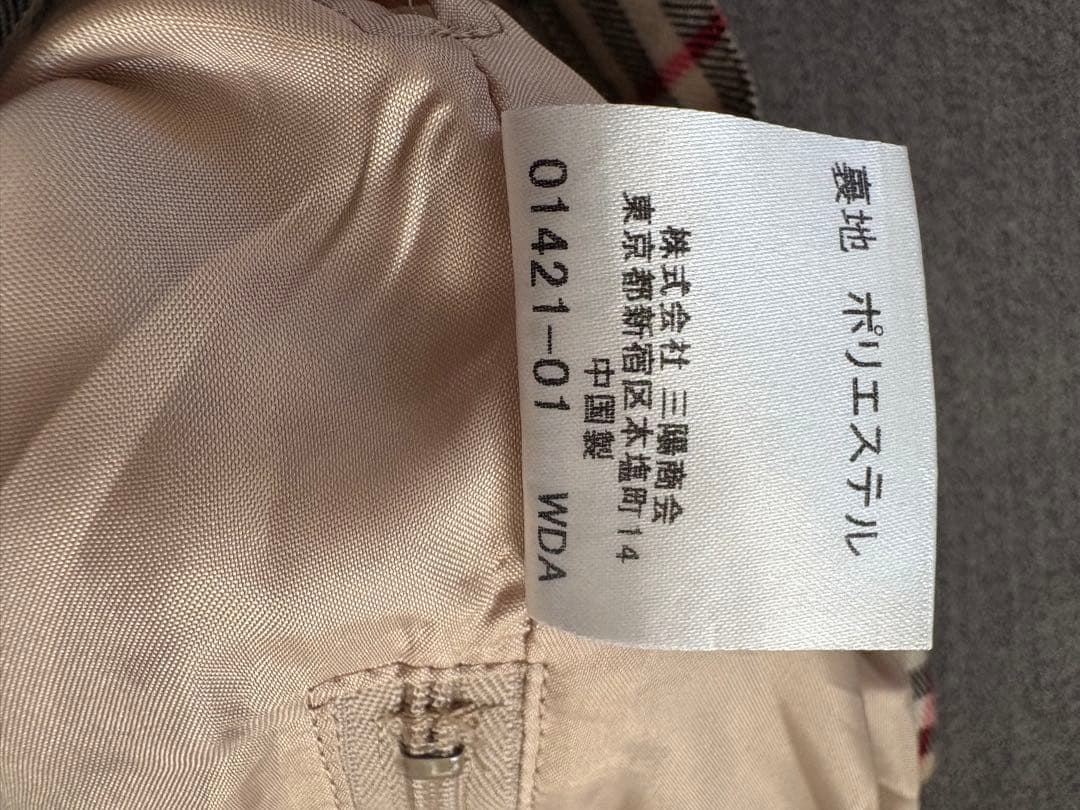 裏地 ポリエステル
株式会社 三陽商会
東京都新宿区本塩町14
中国製
01421-01 WDA